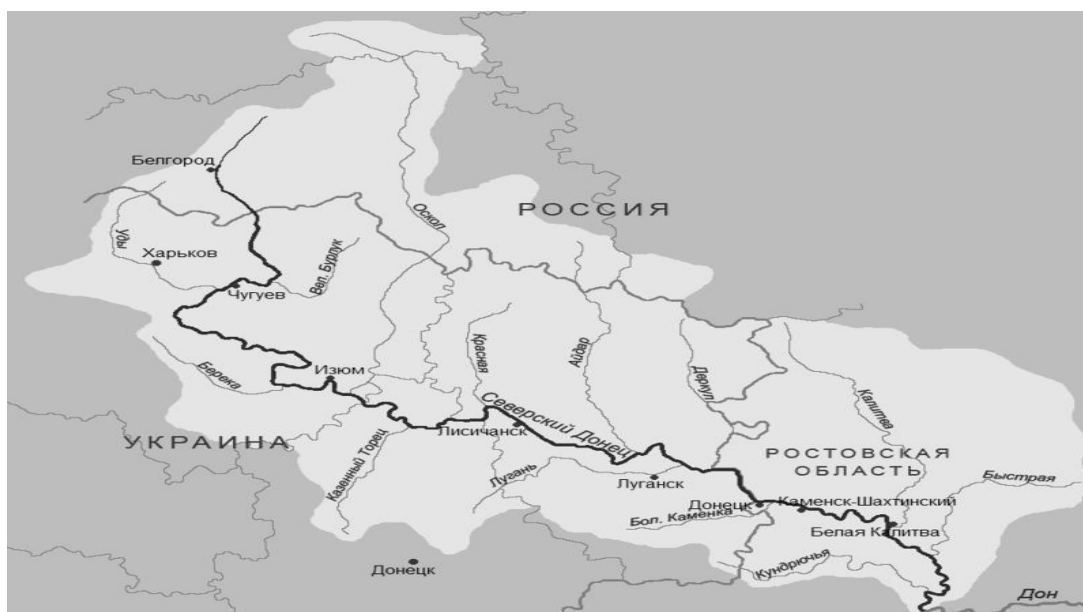 Белгород
Оскол
РОССИЯ
Уды
Харьков
Вел. Бурлук
Чугуев
Берека
Изюм
Красная
Айдар
Деркул
Калитва
Северский Донец
УКРАИНА
Лисичанск
Казенный Торец
Лугань
РОСТОВСКАЯ
ОБЛАСТЬ
Луганск
Быстрая
Донецк
Каменск-Шахтинский
Бол. Каменка
Белая Калитва
Кундрючья
Донецк
Дон